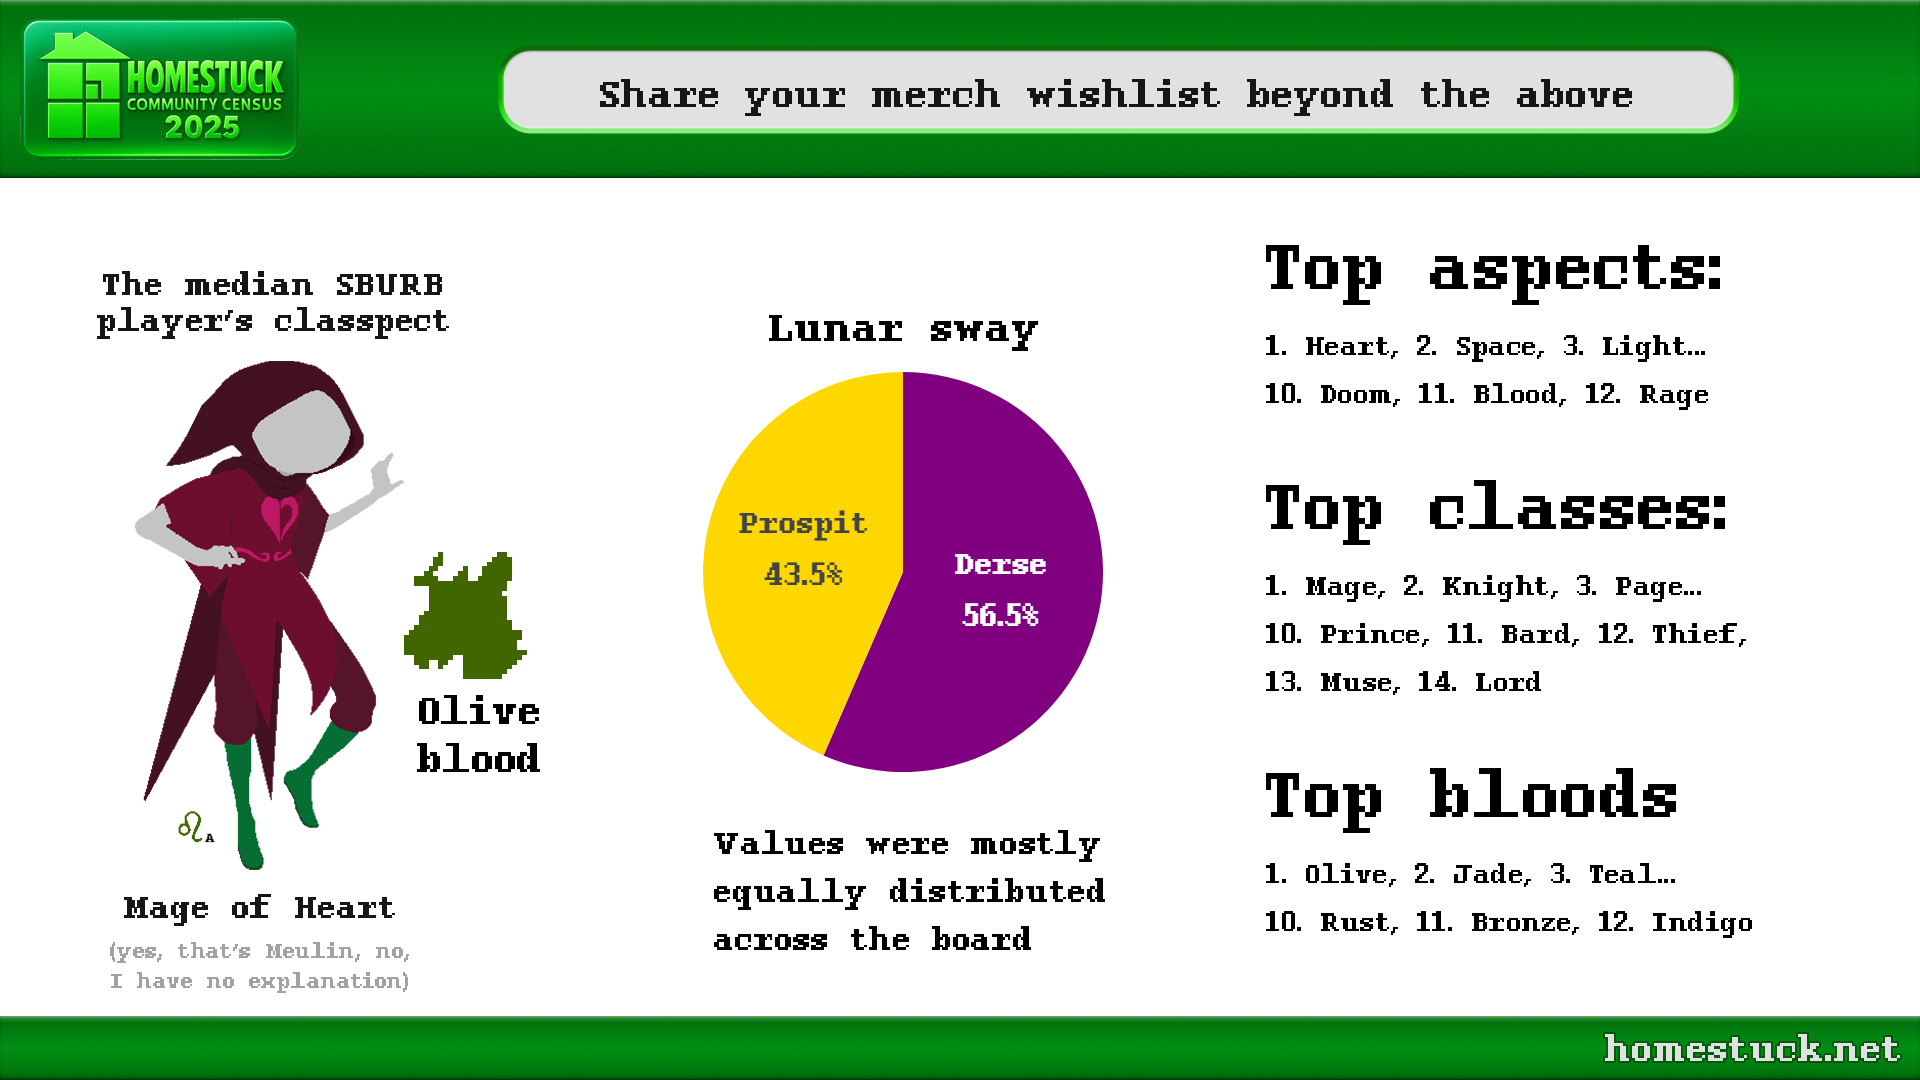 HOMESTUCK
COMMUNITY CENSUS
2025
Share your merch wishlist beyond the above
The median SBURB
player's classpect
Olive
blood
A
Mage of Heart
(yes, that's Meulin, no,
I have no explanation)
Lunar sway
Prospit
43.5%
Derse
56.5%
Values were mostly
equally distributed
across the board
Top aspects:
1. Heart, 2. Space, 3. Light...
10. Doom, 11. Blood, 12. Rage
Top classes:
1. Mage, 2. Knight, 3. Page...
10. Prince, 11. Bard, 12. Thief,
13. Muse, 14. Lord
Top bloods
1. Olive, 2. Jade, 3. Teal...
10. Rust, 11. Bronze, 12. Indigo
homestuck.net